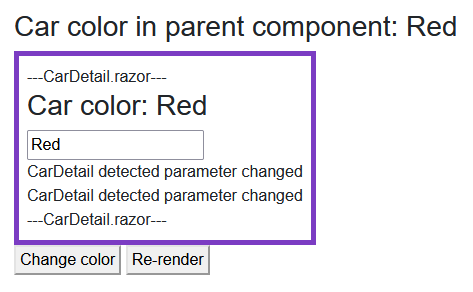 Car color in parent component: Red
---CarDetail.razor---
Car color: Red
Red
CarDetail detected parameter changed
CarDetail detected parameter changed
---CarDetail.razor---
Change color Re-render